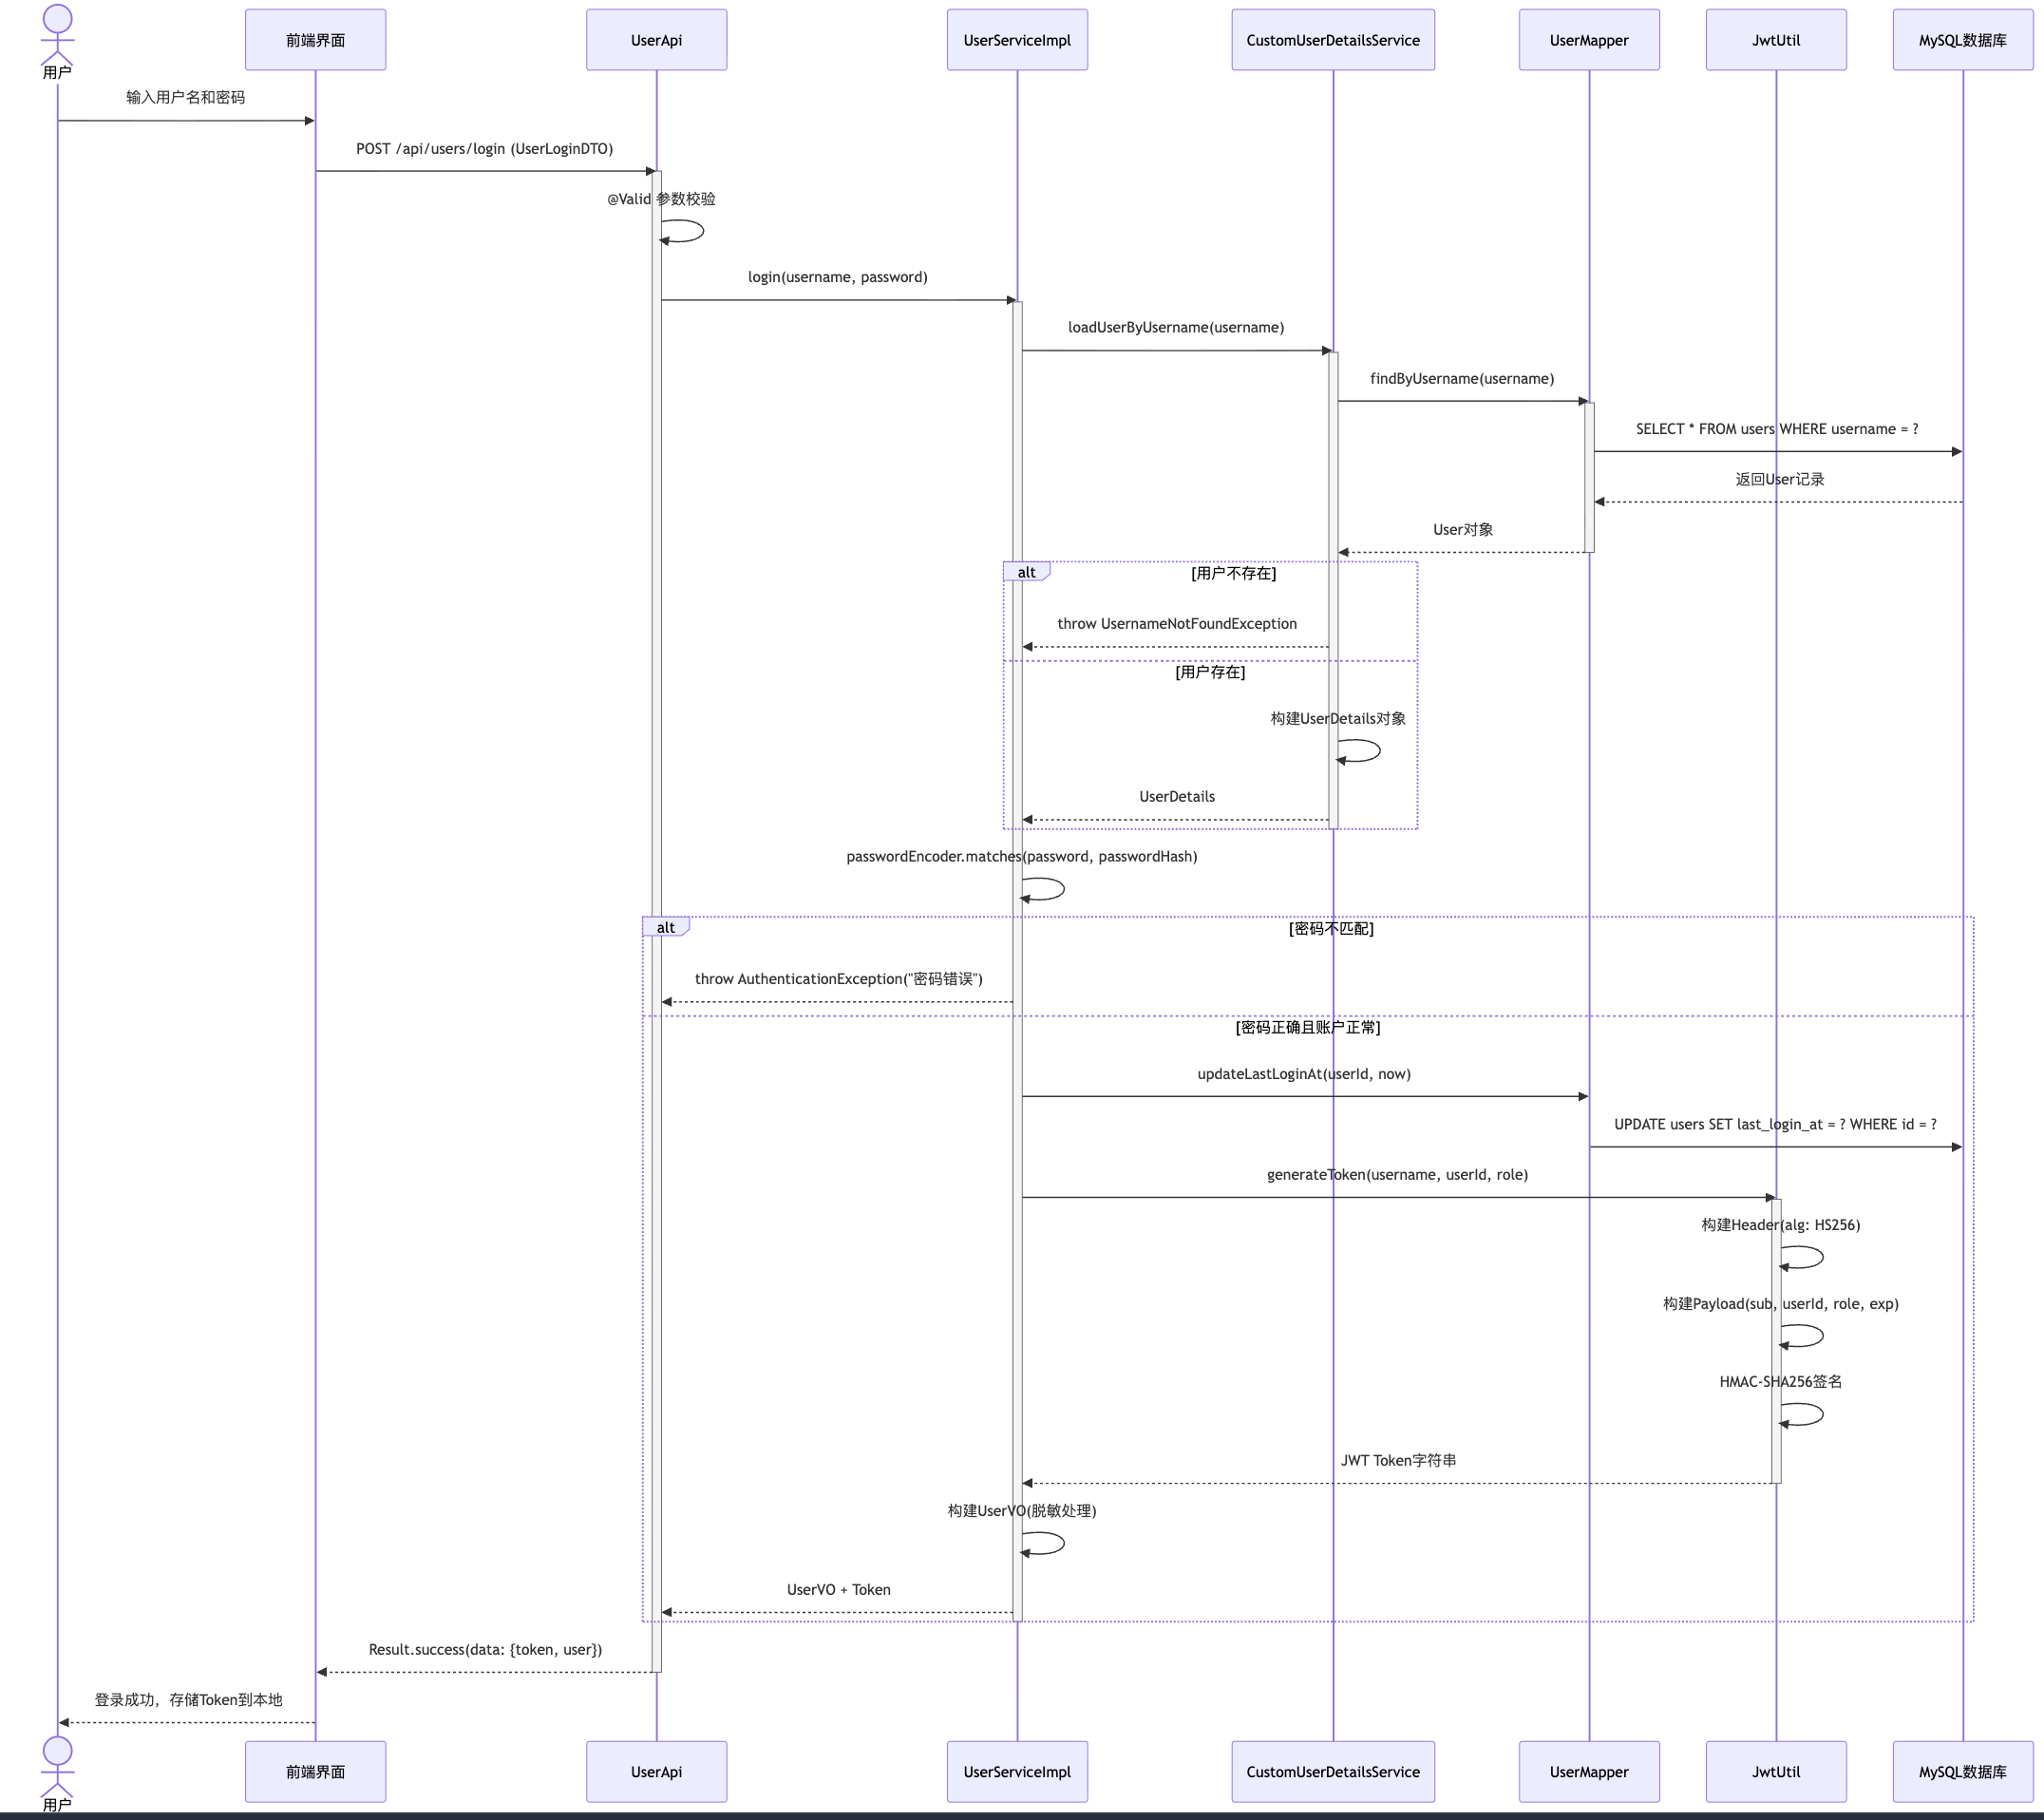 用户
前端界面
UserApi
UserServiceImpl
CustomUserDetailsService
UserMapper
JwtUtil
MySQL数据库
输入用户名和密码
POST /api/users/login (UserLoginDTO)
@Valid 参数校验
login(username, password)
loadUserByUsername(username)
findByUsername(username)
SELECT * FROM users WHERE username = ?
返回User记录
User对象
alt
[用户不存在]
throw UsernameNotFoundException
[用户存在]
构建UserDetails对象
UserDetails
passwordEncoder.matches(password, passwordHash)
alt
[密码不匹配]
throw AuthenticationException("密码错误")
[密码正确且账户正常]
updateLastLoginAt(userId, now)
UPDATE users SET last_login_at = ? WHERE id = ?
generateToken(username, userId, role)
构建Header(alg: HS256)
构建Payload(sub, userId, role, exp)
HMAC-SHA256签名
JWT Token字符串
构建UserVO(脱敏处理)
UserVO + Token
Result.success(data: {token, user})
登录成功，存储Token到本地
用户
前端界面
UserApi
UserServiceImpl
CustomUserDetailsService
UserMapper
JwtUtil
MySQL数据库